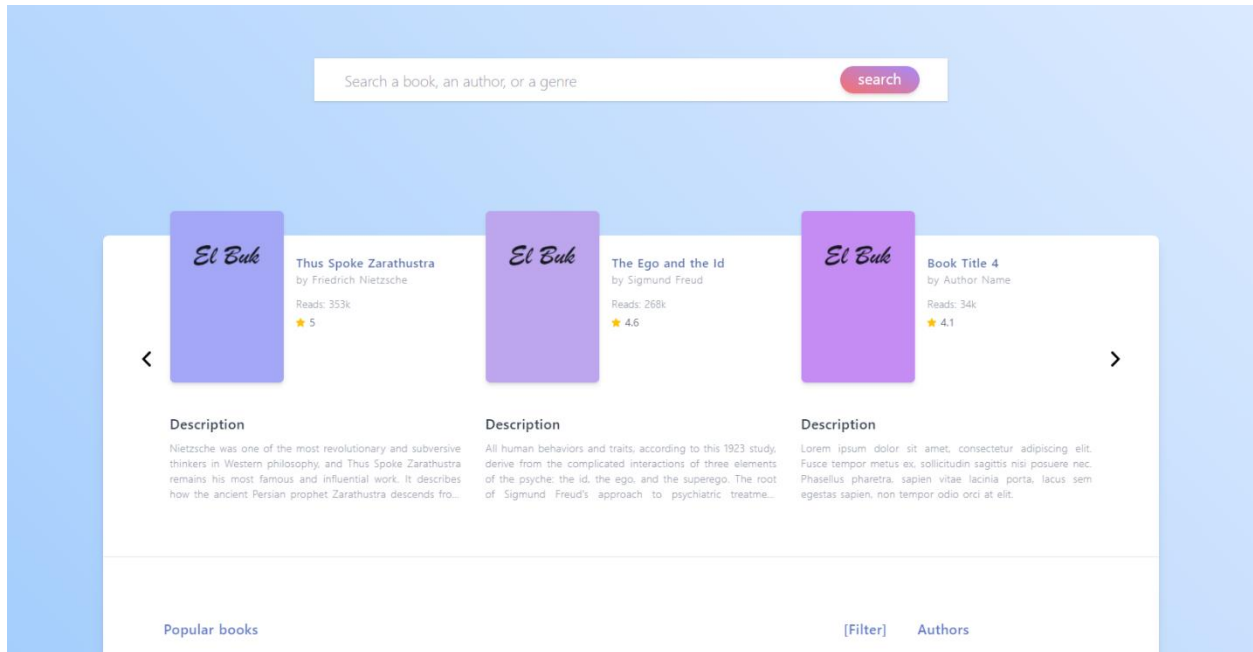 Search a book, an author, or a genre
search
El Buk
Thus Spoke Zarathustra
by Friedrich Nietzsche
Reads: 353k
5
El Buk
The Ego and the Id
by Sigmund Freud
Reads: 268k
4.6
El Buk
Book Title 4
by Author Name
Reads: 34k
4.1
Description
Nietzsche was one of the most revolutionary and subversive
thinkers in Western philosophy, and Thus Spoke Zarathustra
remains his most famous and influential work. It describes
how the ancient Persian prophet Zarathustra descends fro...
Description
All human behaviors and traits, according to this 1923 study,
derive from the complicated interactions of three elements
of the psyche: the id, the ego, and the superego. The root
of Sigmund Freud's approach to psychiatric treatme...
Description
Lorem ipsum dolor sit amet, consectetur adipiscing elit.
Fusce tempor metus ex, sollicitudin sagittis nisi posuere nec.
Phasellus pharetra, sapien vitae lacinia porta, lacus sem
egestas sapien, non tempor odio orci at elit.
Popular books
[Filter]
Authors